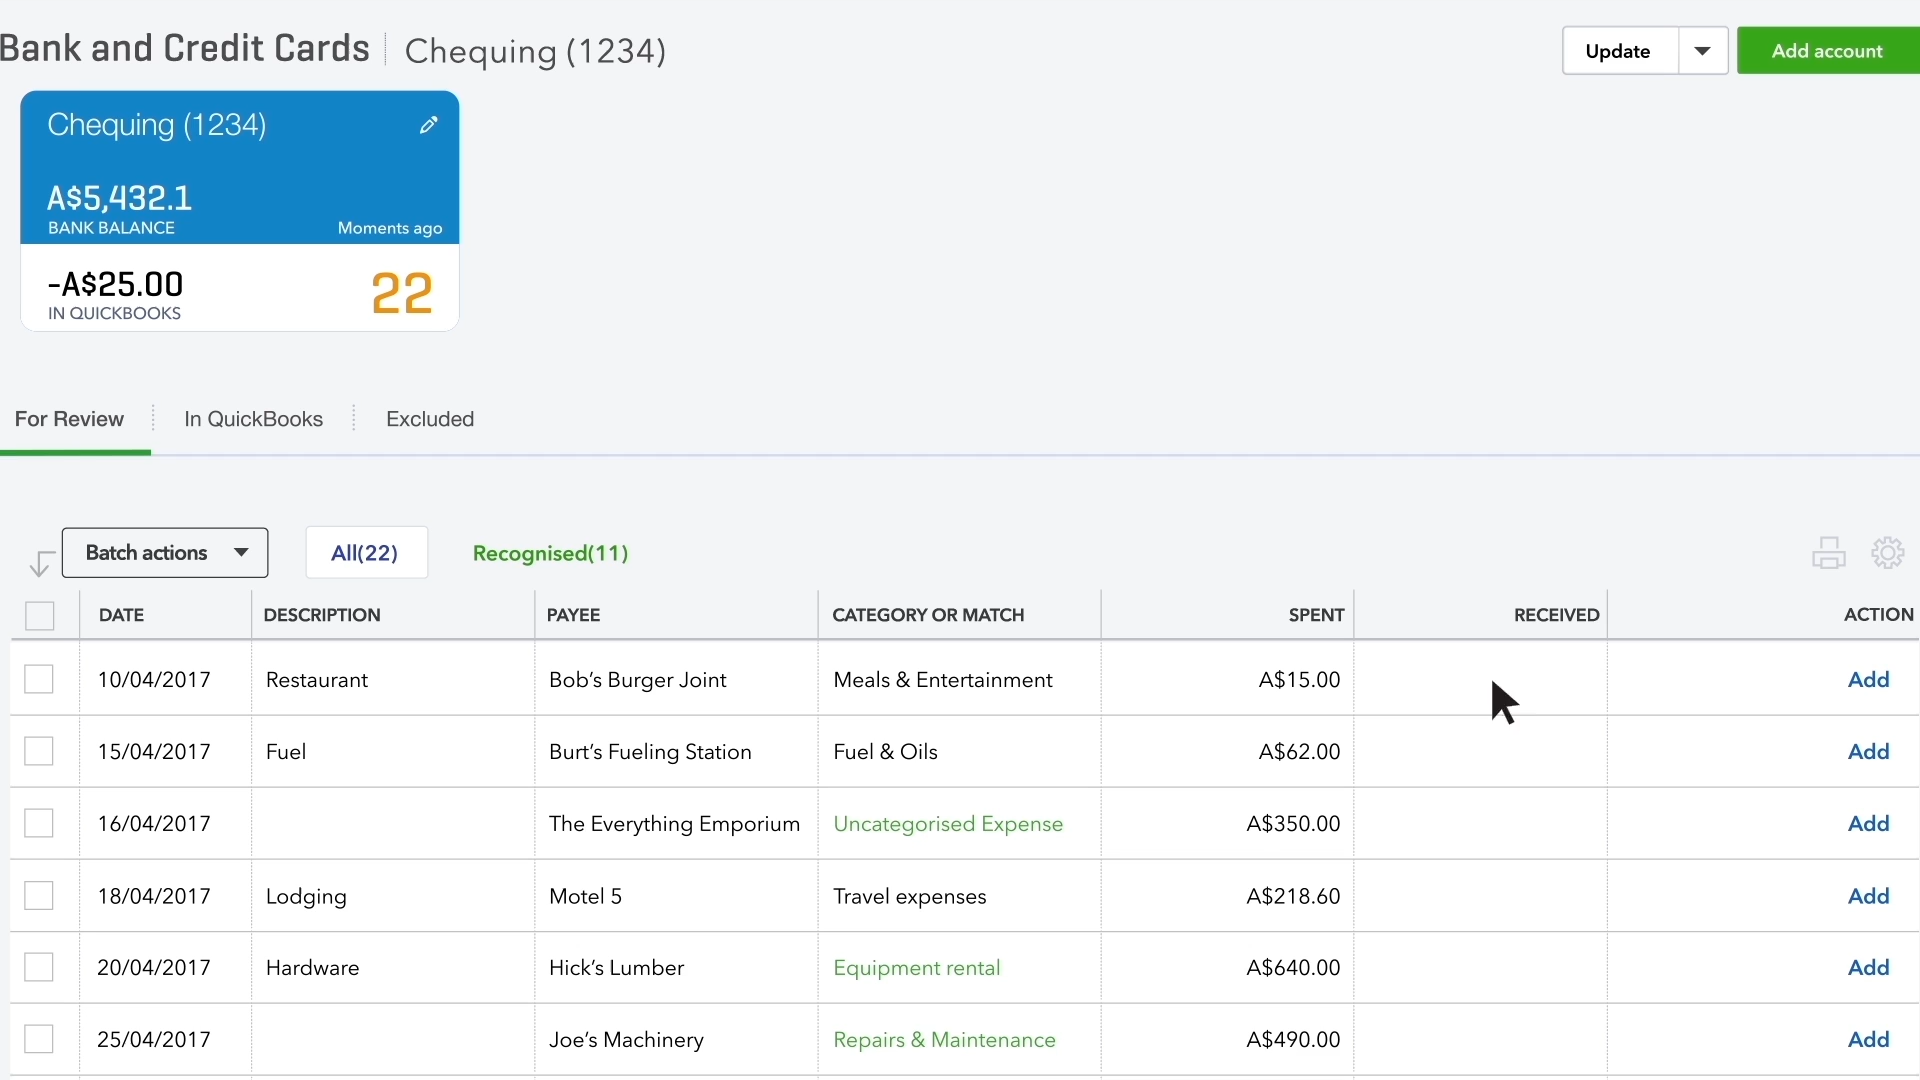 Bank and Credit Cards Chequing (1234) Update Add account
Chequing (1234)
A$5,432.1
BANK BALANCE Moments ago
-A$25.00 22
IN QUICKBOOKS
For Review In QuickBooks Excluded
Batch actions All(22) Recognised(11)
DATE DESCRIPTION PAYEE CATEGORY OR MATCH SPENT RECEIVED ACTION
10/04/2017 Restaurant Bob’s Burger Joint Meals & Entertainment A$15.00 Add
15/04/2017 Fuel Burt’s Fueling Station Fuel & Oils A$62.00 Add
16/04/2017 The Everything Emporium Uncategorised Expense A$350.00 Add
18/04/2017 Lodging Motel 5 Travel expenses A$218.60 Add
20/04/2017 Hardware Hick’s Lumber Equipment rental A$640.00 Add
25/04/2017 Joe’s Machinery Repairs & Maintenance A$490.00 Add